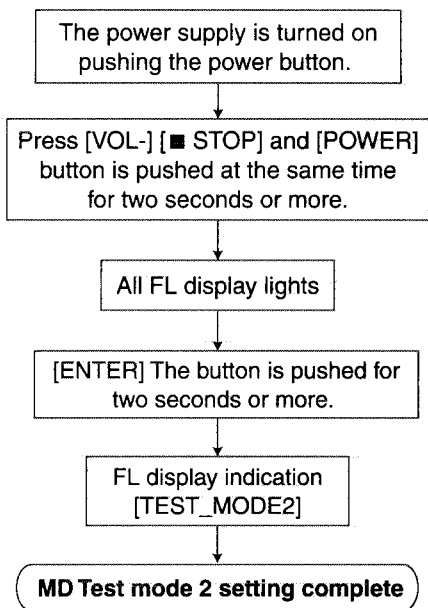 The power supply is turned on
pushing the power button.
Press [VOL-] [■ STOP] and [POWER]
button is pushed at the same time
for two seconds or more.
All FL display lights
[ENTER] The button is pushed for
two seconds or more.
FL display indication
[TEST_MODE2]
MD Test mode 2 setting complete